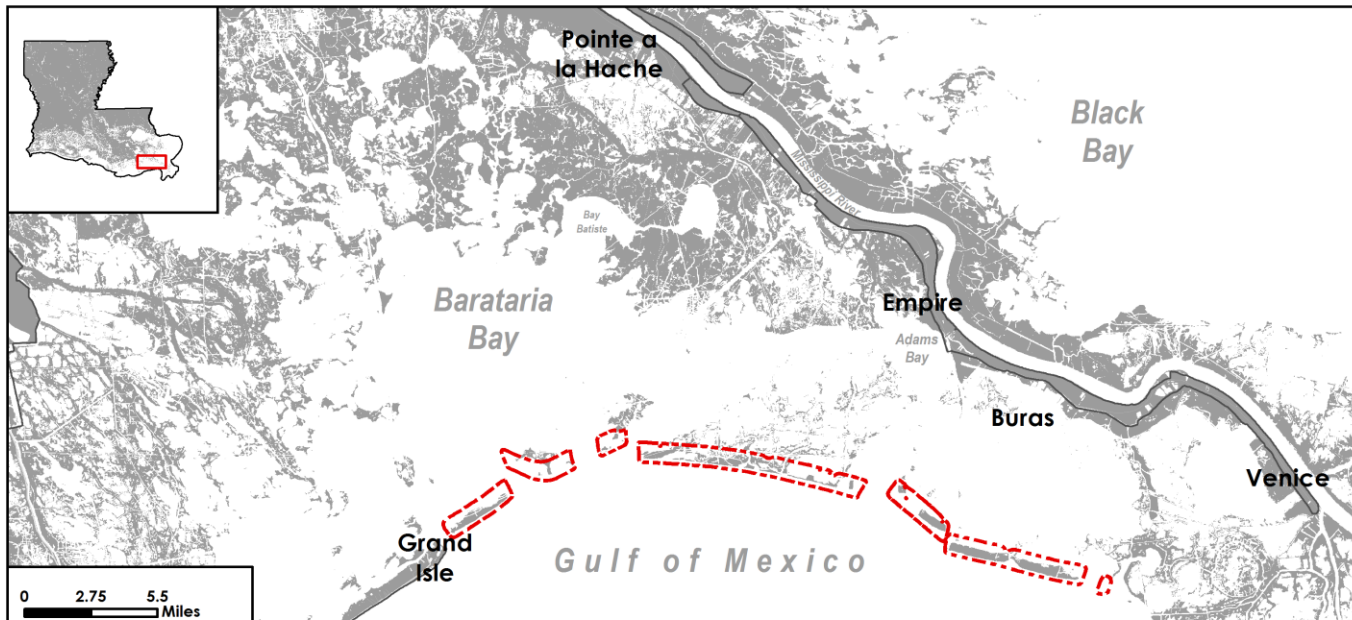 Pointe a
la Hache
Black
Bay
Mississippi River
Bay
Batiste
Barataria
Bay
Empire
Adams
Bay
Buras
Venice
Grand
Isle
Gulf of Mexico
0 2.75 5.5
Miles